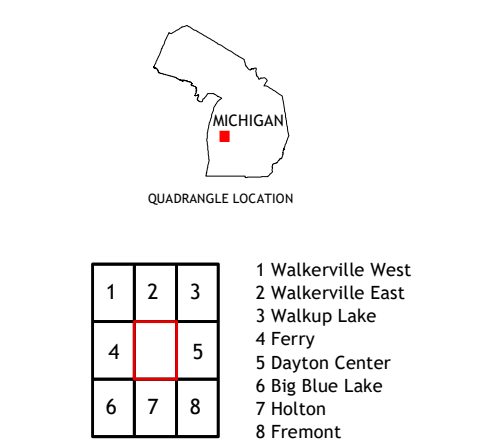 MICHIGAN
QUADRANGLE LOCATION
1 2 3
4 5
6 7 8
1 Walkerville West
2 Walkerville East
3 Walkup Lake
4 Ferry
5 Dayton Center
6 Big Blue Lake
7 Holton
8 Fremont